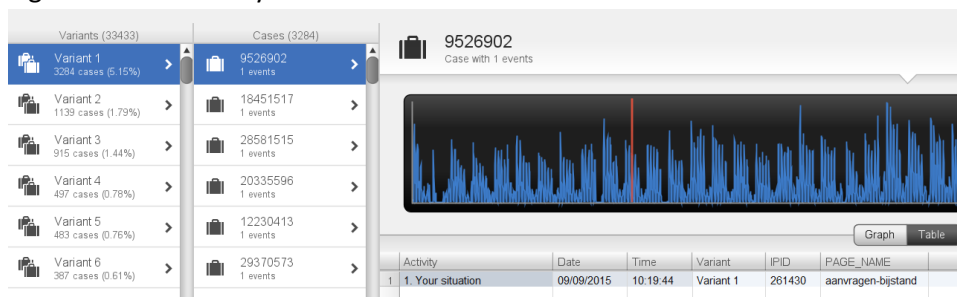 Variants (33433)
Variant 1
3284 cases (5.15%)
Variant 2
1139 cases (1.79%)
Variant 3
915 cases (1.44%)
Variant 4
497 cases (0.78%)
Variant 5
483 cases (0.76%)
Variant 6
387 cases (0.61%)
Cases (3284)
9526902
1 events
18451517
1 events
28581515
1 events
20335596
1 events
12230413
1 events
29370573
1 events
9526902
Case with 1 events
Graph Table
Activity Date Time Variant IPID PAGE_NAME
1 1. Your situation 09/09/2015 10:19:44 Variant 1 261430 aanvragen-bijstand